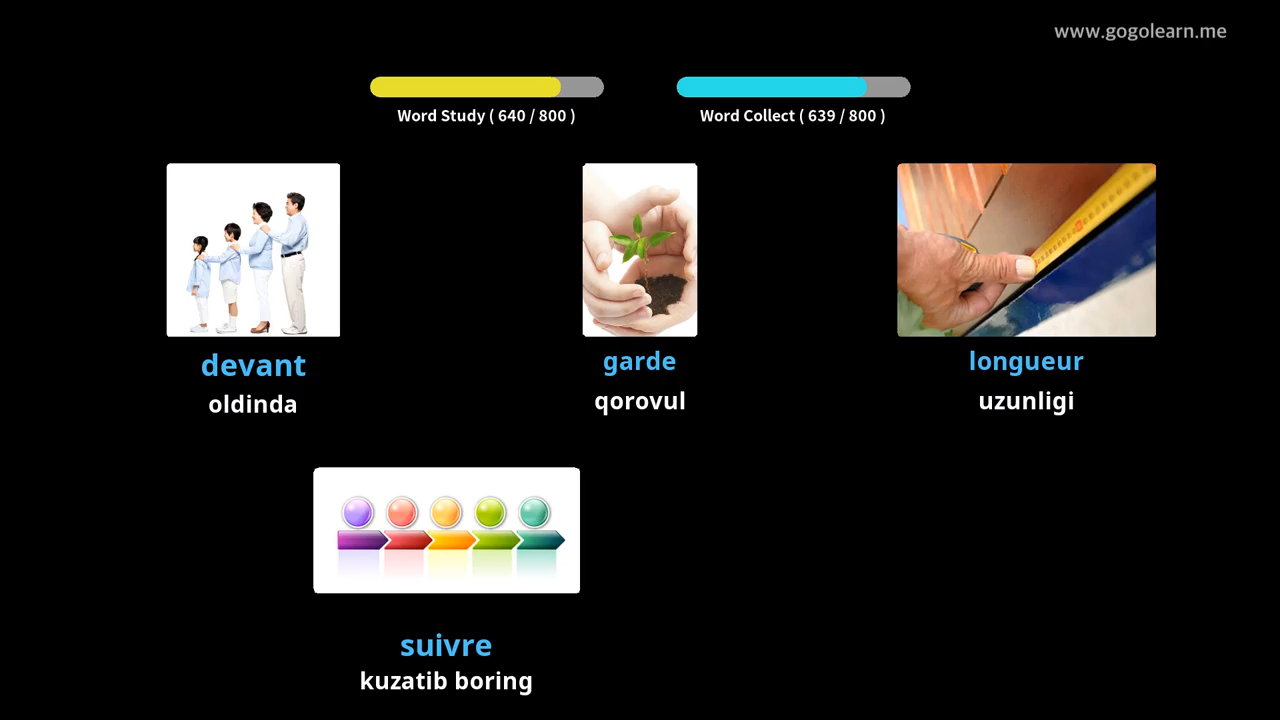 www.gogolearn.me
Word Study ( 640 / 800 )
Word Collect ( 639 / 800 )
devant
oldinda
garde
qorovul
longueur
uzunligi
suivre
kuzatib boring